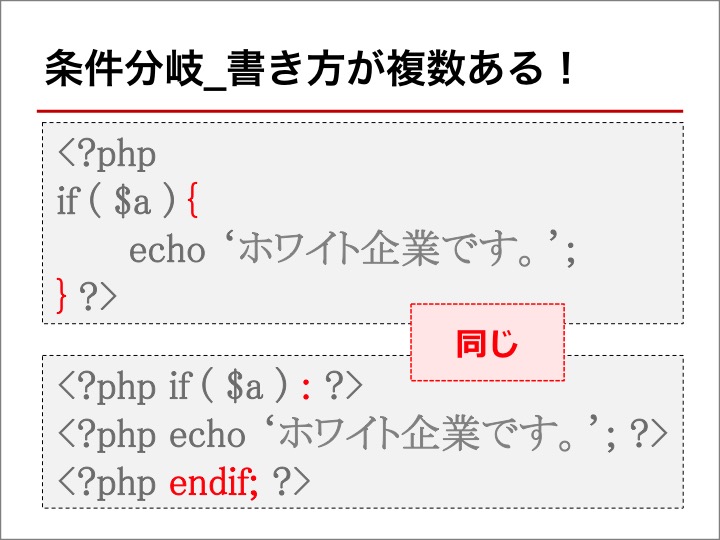 条件分岐_書き方が複数ある！
<?php
if ( $a ) {
echo ‘ホワイト企業です。’;
} ?>
同じ
<?php if ( $a ) : ?>
<?php echo ‘ホワイト企業です。’; ?>
<?php endif; ?>